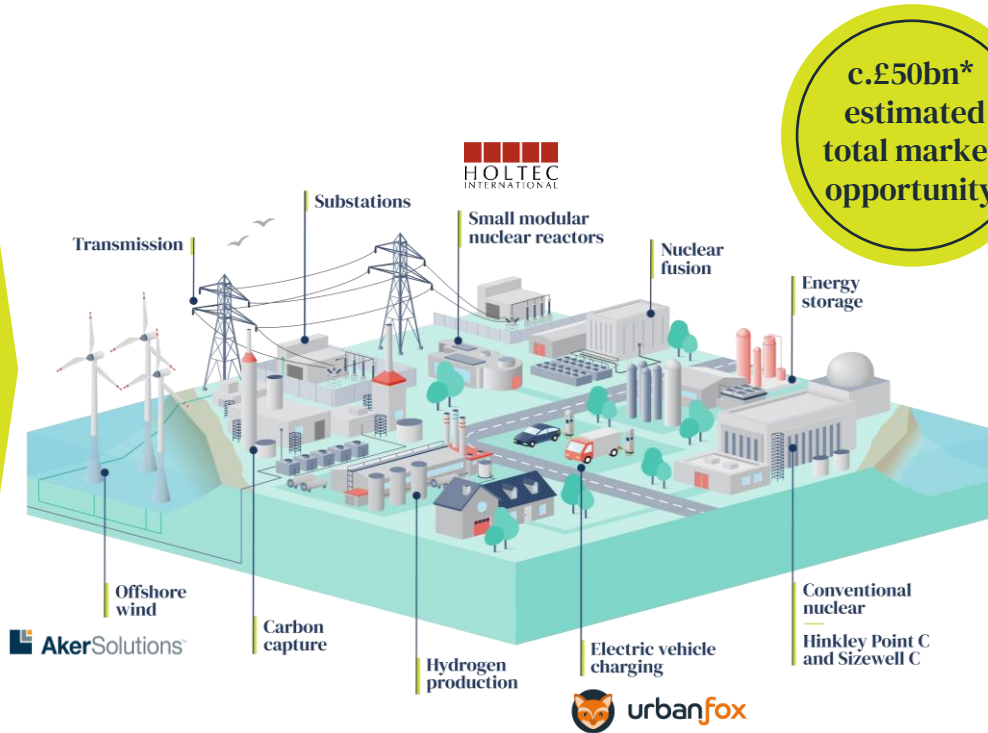 c.£50bn*
estimated
total marke
opportunity
HOLTEC
INTERNATIONAL
Substations
Small modular
nuclear reactors
Transmission
Nuclear
fusion
Energy
storage
Offshore
wind
AkerSolutions™
Carbon
capture
Hydrogen
production
Electric vehicle
charging
urbanfox
Conventional
nuclear
Hinkley Point C
and Sizewell C